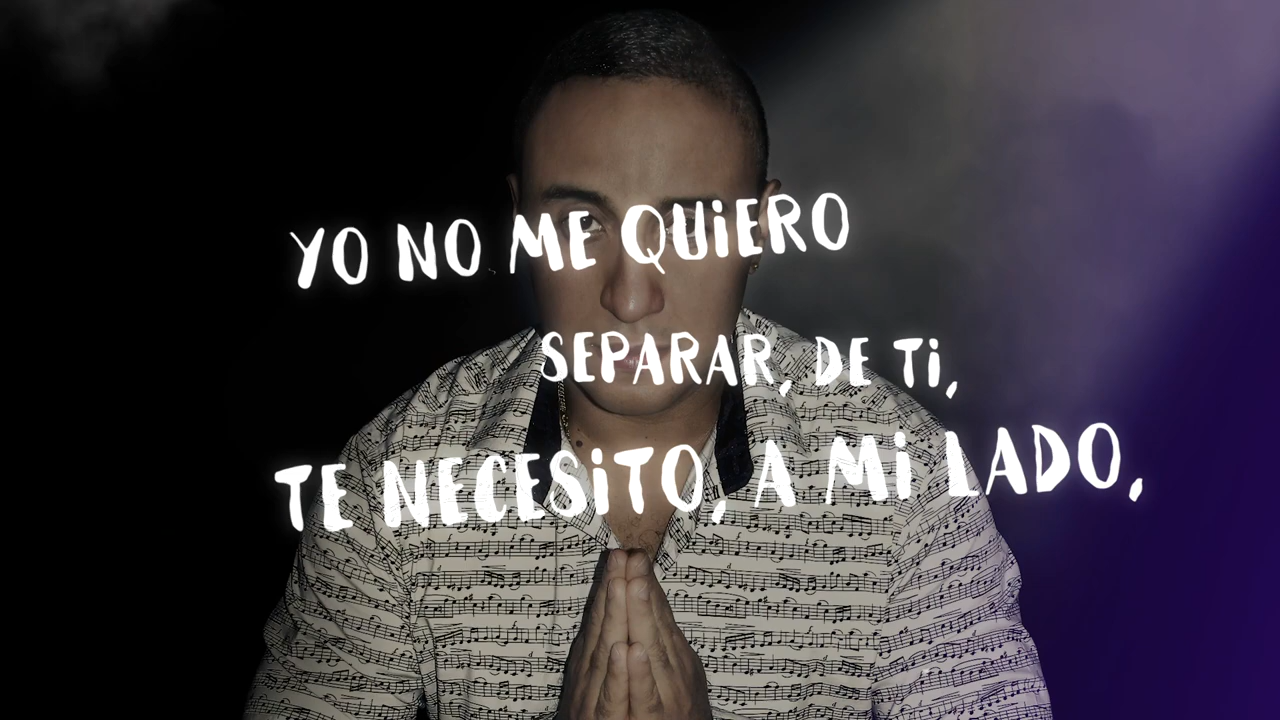 YO NO ME QUiERO
SEPARAR, DE Ti,
TE NECESiTO, A Mi LADO,